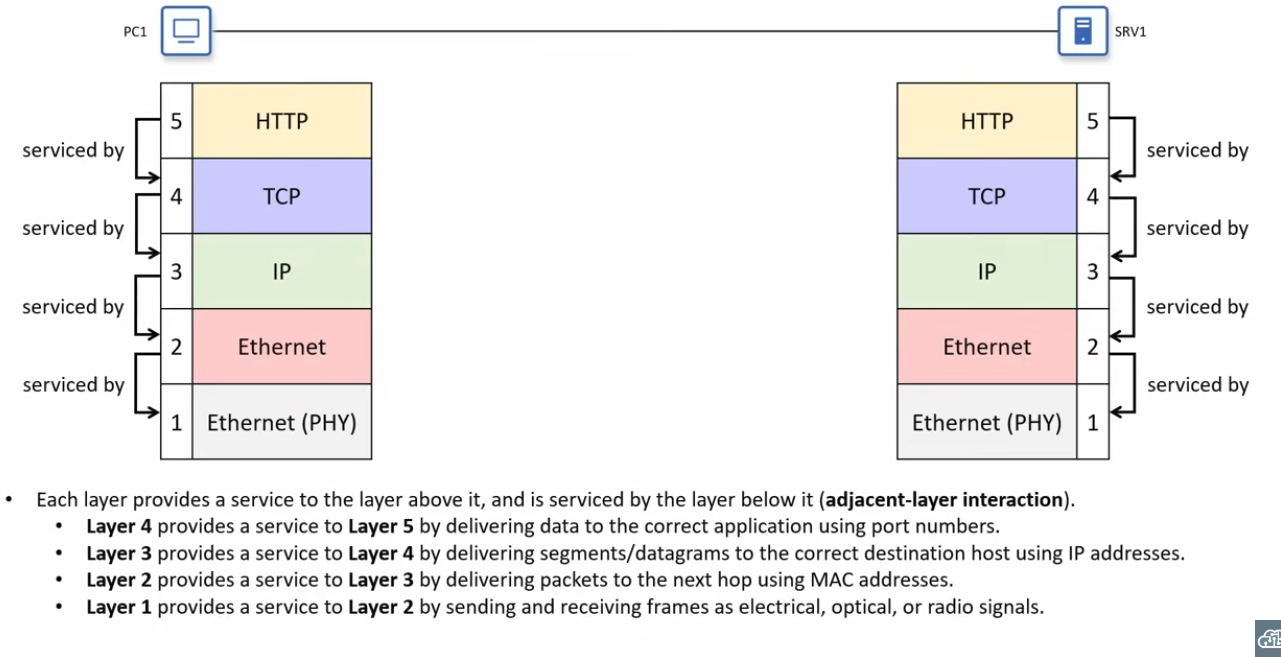 PC1
SRV1
5 HTTP
HTTP 5
serviced by
serviced by
4 TCP
TCP 4
serviced by
serviced by
3 IP
IP 3
serviced by
serviced by
2 Ethernet
Ethernet 2
serviced by
serviced by
1 Ethernet (PHY)
Ethernet (PHY) 1
• Each layer provides a service to the layer above it, and is serviced by the layer below it (adjacent-layer interaction).
• Layer 4 provides a service to Layer 5 by delivering data to the correct application using port numbers.
• Layer 3 provides a service to Layer 4 by delivering segments/datagrams to the correct destination host using IP addresses.
• Layer 2 provides a service to Layer 3 by delivering packets to the next hop using MAC addresses.
• Layer 1 provides a service to Layer 2 by sending and receiving frames as electrical, optical, or radio signals.